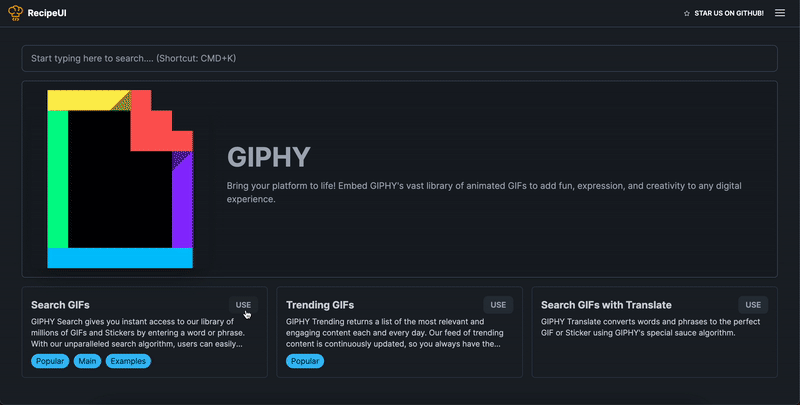 RecipeUI
STAR US ON GITHUB!
Start typing here to search.... (Shortcut: CMD+K)
GIPHY
Bring your platform to life! Embed GIPHY's vast library of animated GIFs to add fun, expression, and creativity to any digital
experience.
Search GIFs
USE
GIPHY Search gives you instant access to our library of
millions of GIFs and Stickers by entering a word or phrase.
With our unparalleled search algorithm, users can easily...
Popular Main Examples
Trending GIFs
USE
GIPHY Trending returns a list of the most relevant and
engaging content each and every day. Our feed of trending
content is continuously updated, so you always have the...
Popular
Search GIFs with Translate
USE
GIPHY Translate converts words and phrases to the perfect
GIF or Sticker using GIPHY's special sauce algorithm.